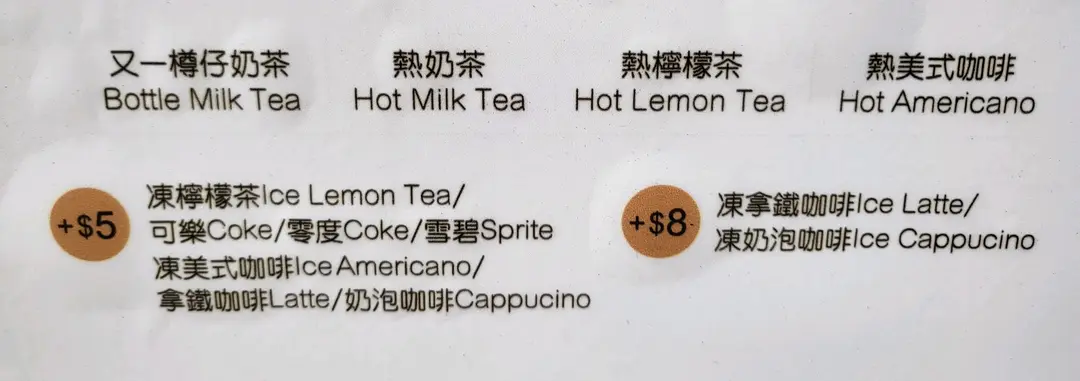 又一樽仔奶茶 熱奶茶 熱檸檬茶 熱美式咖啡
Bottle Milk Tea Hot Milk Tea Hot Lemon Tea Hot Americano
+$5
凍檸檬茶Ice Lemon Tea/
可樂Coke/零度Coke/雪碧Sprite
凍美式咖啡Ice Americano/
拿鐵咖啡Latte/奶泡咖啡Cappucino
+$8
凍拿鐵咖啡Ice Latte/
凍奶泡咖啡Ice Cappucino